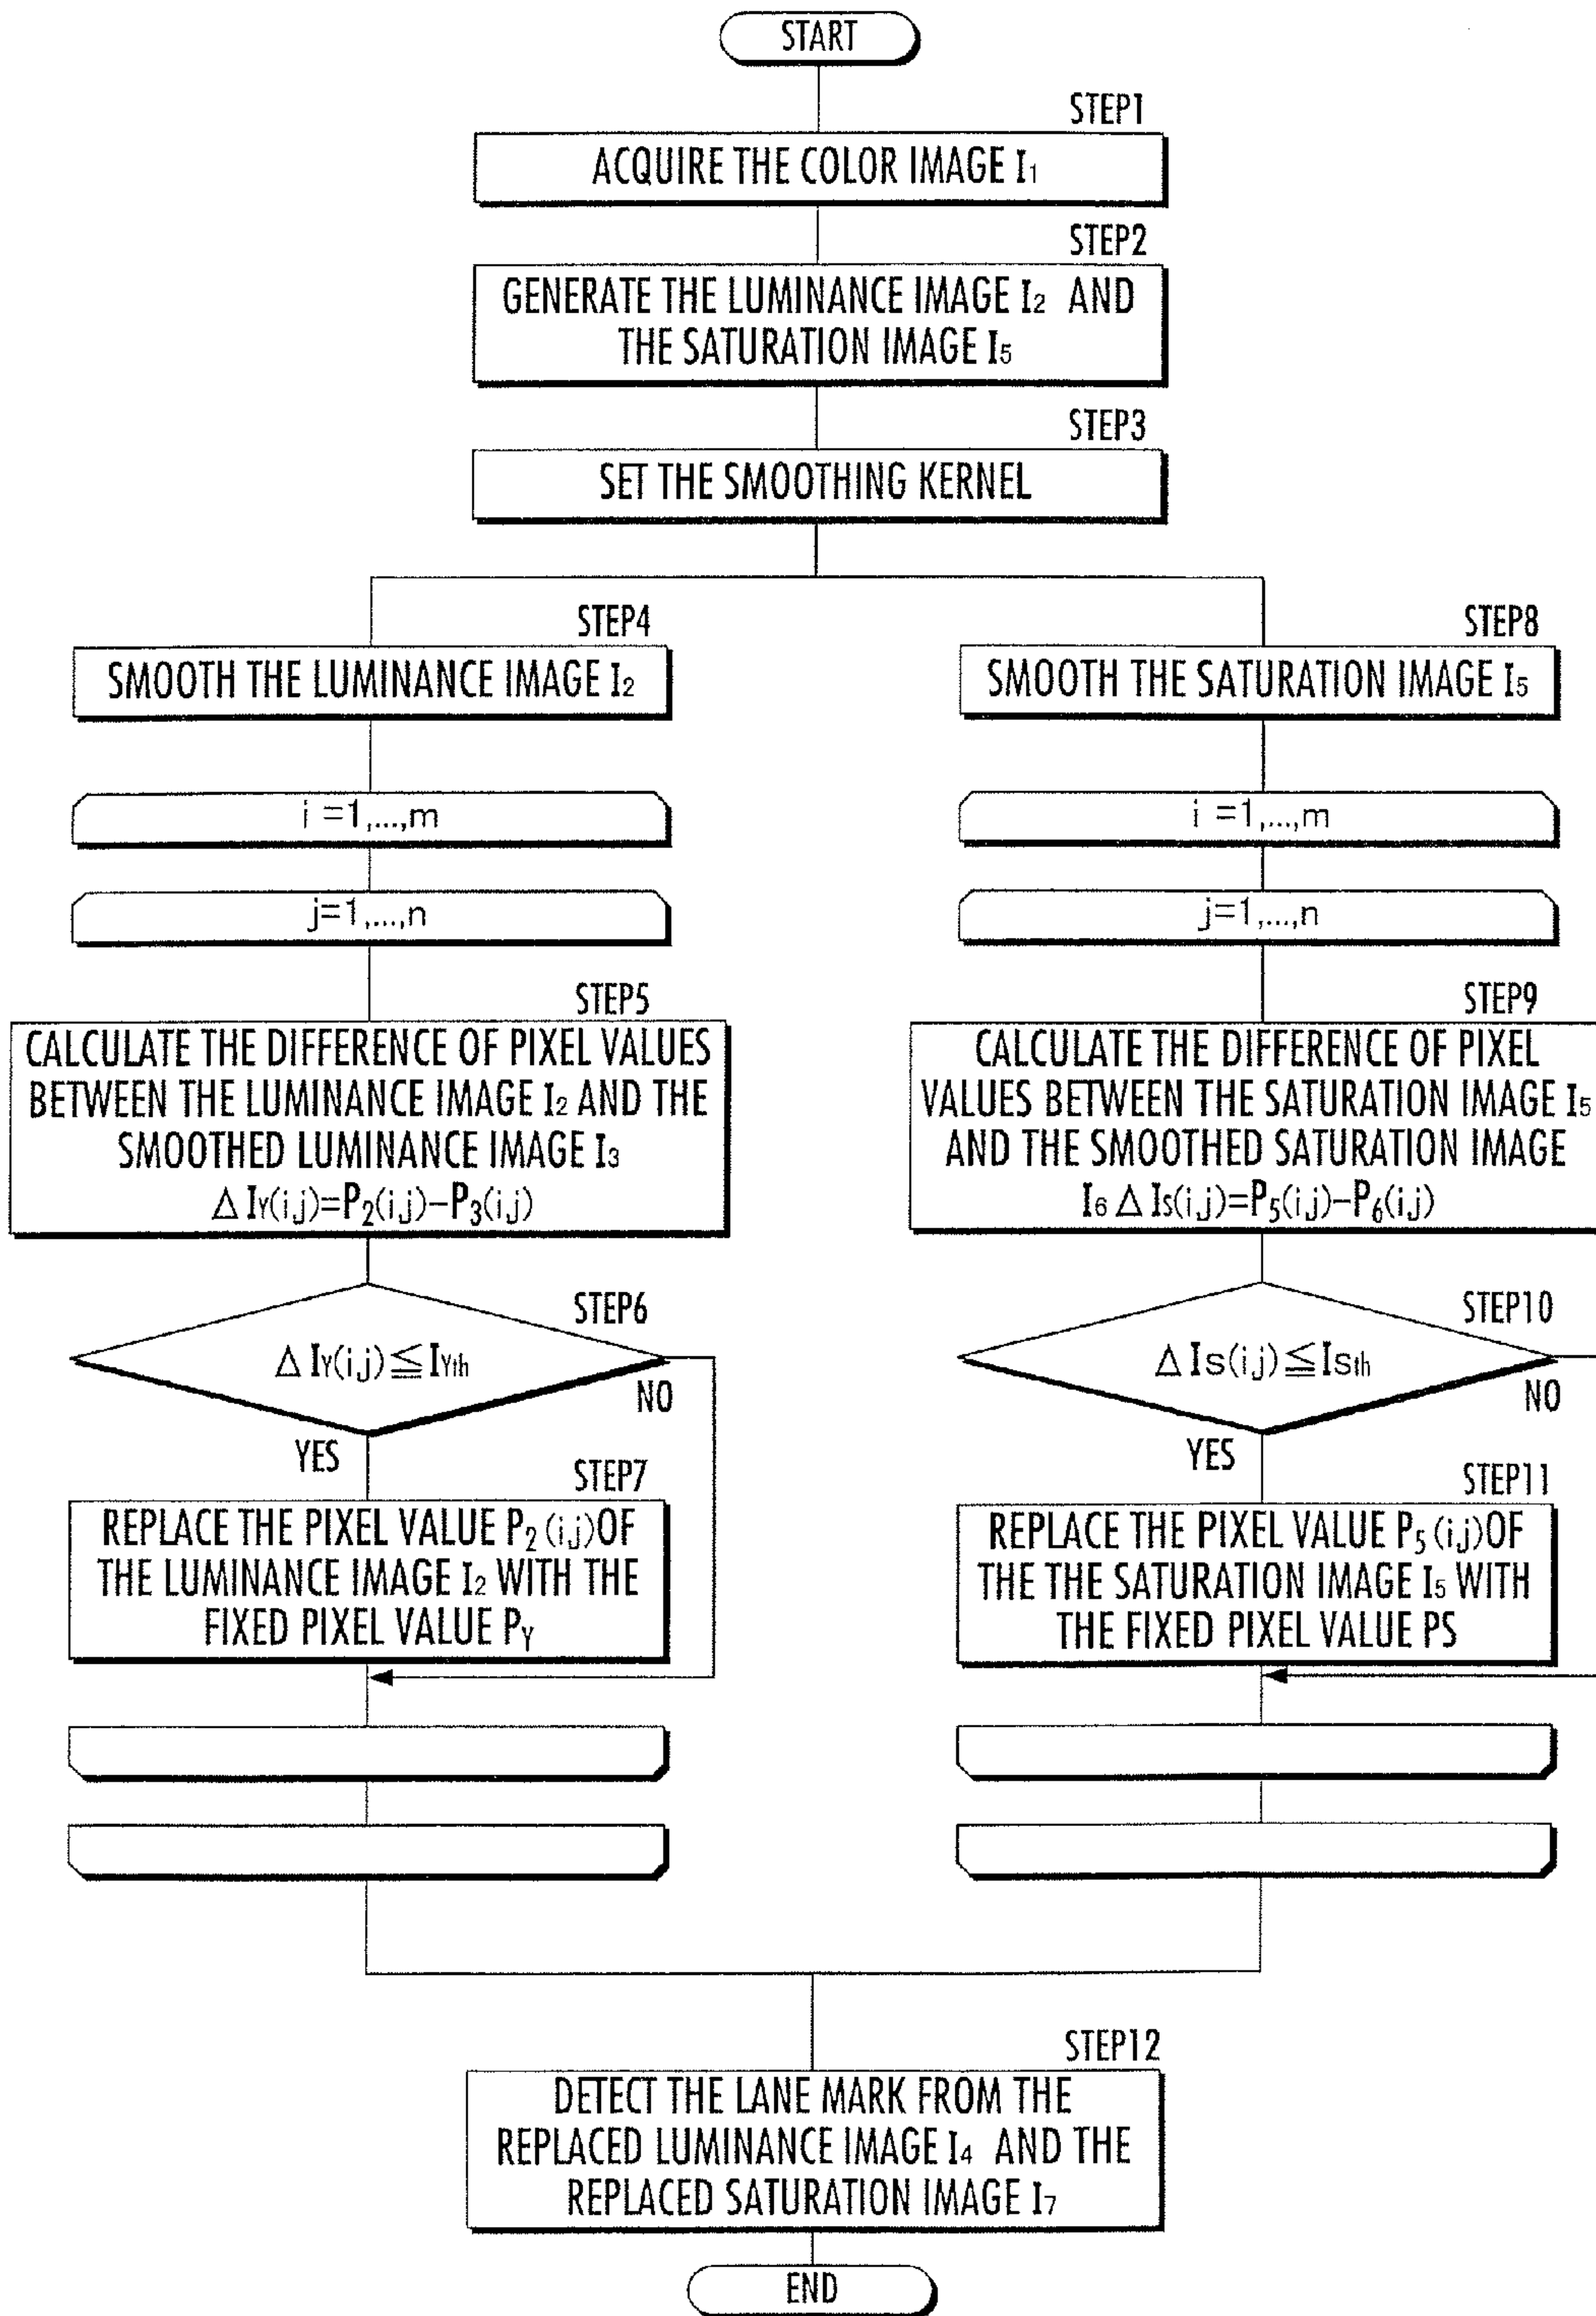 START
STEP1
ACQUIRE THE COLOR IMAGE I₁
STEP2
GENERATE THE LUMINANCE IMAGE I₂ AND
THE SATURATION IMAGE I₅
STEP3
SET THE SMOOTHING KERNEL
STEP4
SMOOTH THE LUMINANCE IMAGE I₂
i =1,...,m
j=1,...,n
STEP5
CALCULATE THE DIFFERENCE OF PIXEL VALUES
BETWEEN THE LUMINANCE IMAGE I₂ AND THE
SMOOTHED LUMINANCE IMAGE I₃
Δ IY(i,j)=P₂(i,j)−P₃(i,j)
STEP6
Δ IY(i,j)≦IYth
NO
YES
STEP7
REPLACE THE PIXEL VALUE P₂(i,j)OF
THE LUMINANCE IMAGE I₂ WITH THE
FIXED PIXEL VALUE PY
STEP8
SMOOTH THE SATURATION IMAGE I₅
i =1,...,m
j=1,...,n
STEP9
CALCULATE THE DIFFERENCE OF PIXEL
VALUES BETWEEN THE SATURATION IMAGE I₅
AND THE SMOOTHED SATURATION IMAGE
I₆ Δ IS(i,j)=P₅(i,j)−P₆(i,j)
STEP10
Δ IS(i,j)≦ISth
NO
YES
STEP11
REPLACE THE PIXEL VALUE P₅(i,j)OF
THE THE SATURATION IMAGE I₅ WITH
THE FIXED PIXEL VALUE PS
STEP12
DETECT THE LANE MARK FROM THE
REPLACED LUMINANCE IMAGE I₄ AND THE
REPLACED SATURATION IMAGE I₇
END